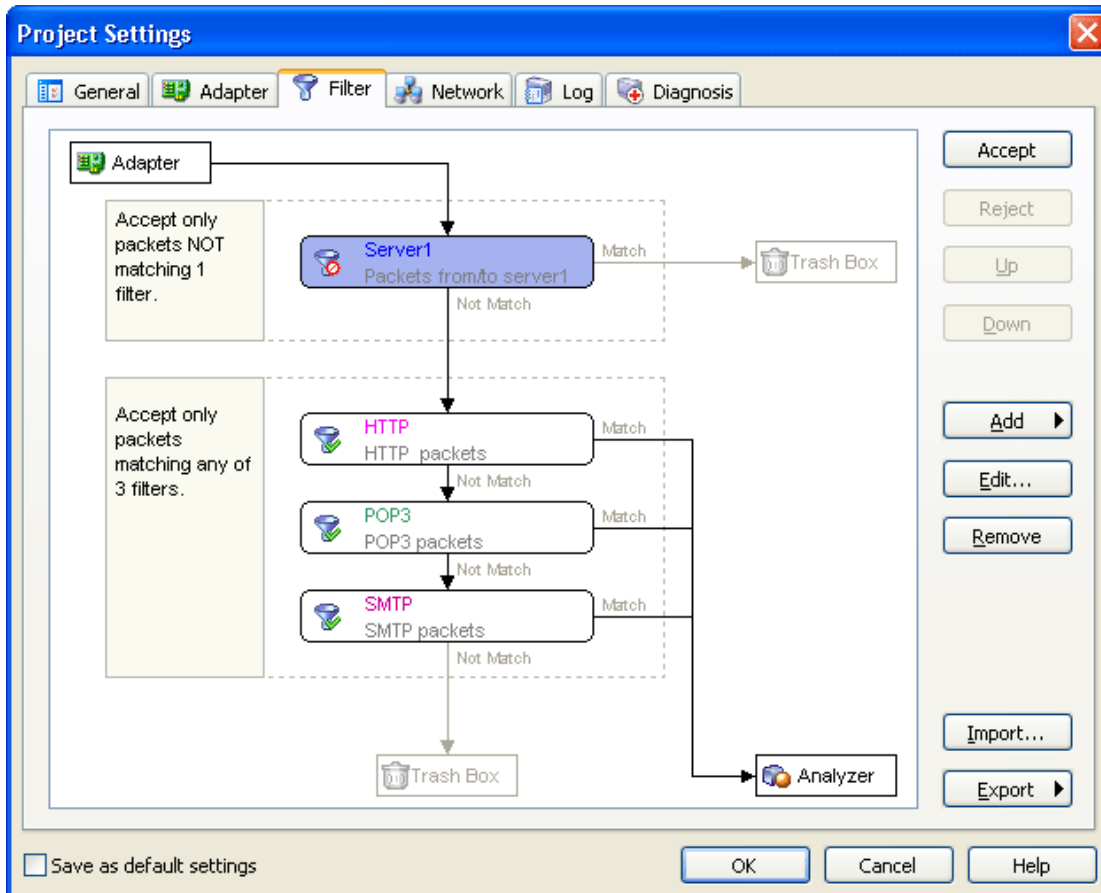 Project Settings
General
Adapter
Filter
Network
Log
Diagnosis
Adapter
Accept only
packets NOT
matching 1
filter.
Server1
Packets from/to server1
Match
Trash Box
Not Match
Accept only
packets
matching any of
3 filters.
HTTP
HTTP packets
Match
Not Match
POP3
POP3 packets
Match
Not Match
SMTP
SMTP packets
Match
Not Match
Trash Box
Analyzer
Accept
Reject
Up
Down
Add
Edit...
Remove
Import...
Export
Save as default settings
OK
Cancel
Help